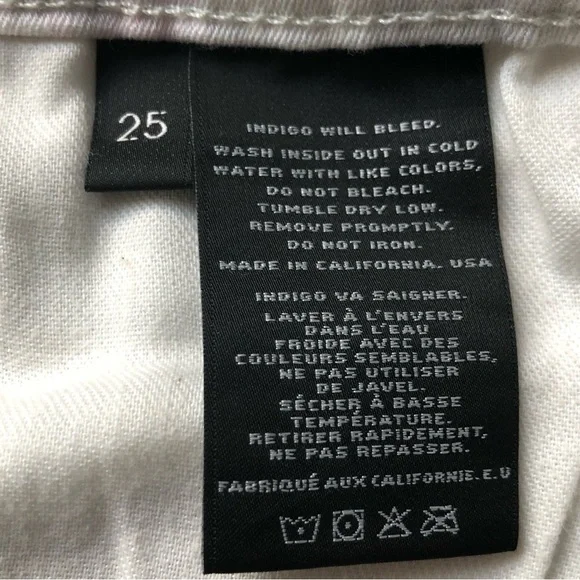 25
INDIGO WILL BLEED.
WASH INSIDE OUT IN COLD
WATER WITH LIKE COLORS,
DO NOT BLEACH.
TUMBLE DRY LOW.
REMOVE PROMPTLY.
DO NOT IRON.
MADE IN CALIFORNIA. USA
INDIGO VA SAIGNER.
LAVER À L'ENVERS
DANS L'EAU
FROIDE AVEC DES
COULEURS SEMBLABLES,
NE PAS UTILISER
DE JAVEL.
SÉCHER À BASSE
TEMPÉRATURE.
RETIRER RAPIDEMENT,
NE PAS REPASSER.
FABRIQUÉ AUX CALIFORNIE.E.U